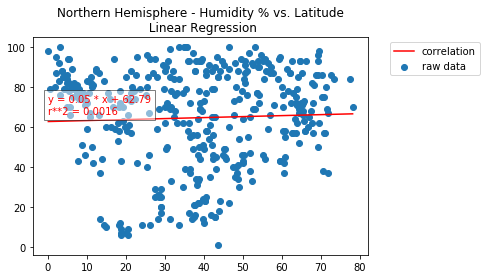 Northern Hemisphere - Humidity % vs. Latitude
Linear Regression
100
80
60
40
20
0
y = 0.05 * x + 62.79
r**2 = 0.0016
0 10 20 30 40 50 60 70 80
correlation
raw data